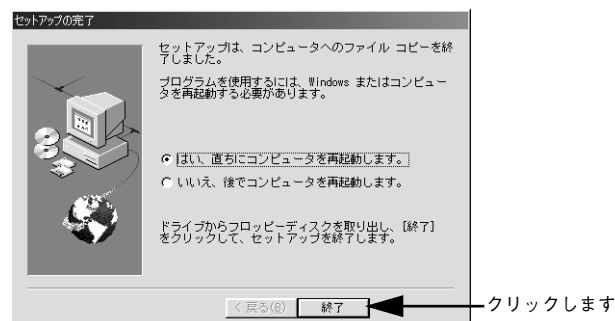 セットアップの完了
セットアップは、コンピュータへのファイル コピーを終
了しました。
プログラムを使用するには、Windows またはコンピュー
タを再起動する必要があります。
はい、直ちにコンピュータを再起動します。
いいえ、後でコンピュータを再起動します。
ドライブからフロッピーディスクを取り出し、[終了]
をクリックして、セットアップを終了します。
< 戻る(B)
終了
クリックします